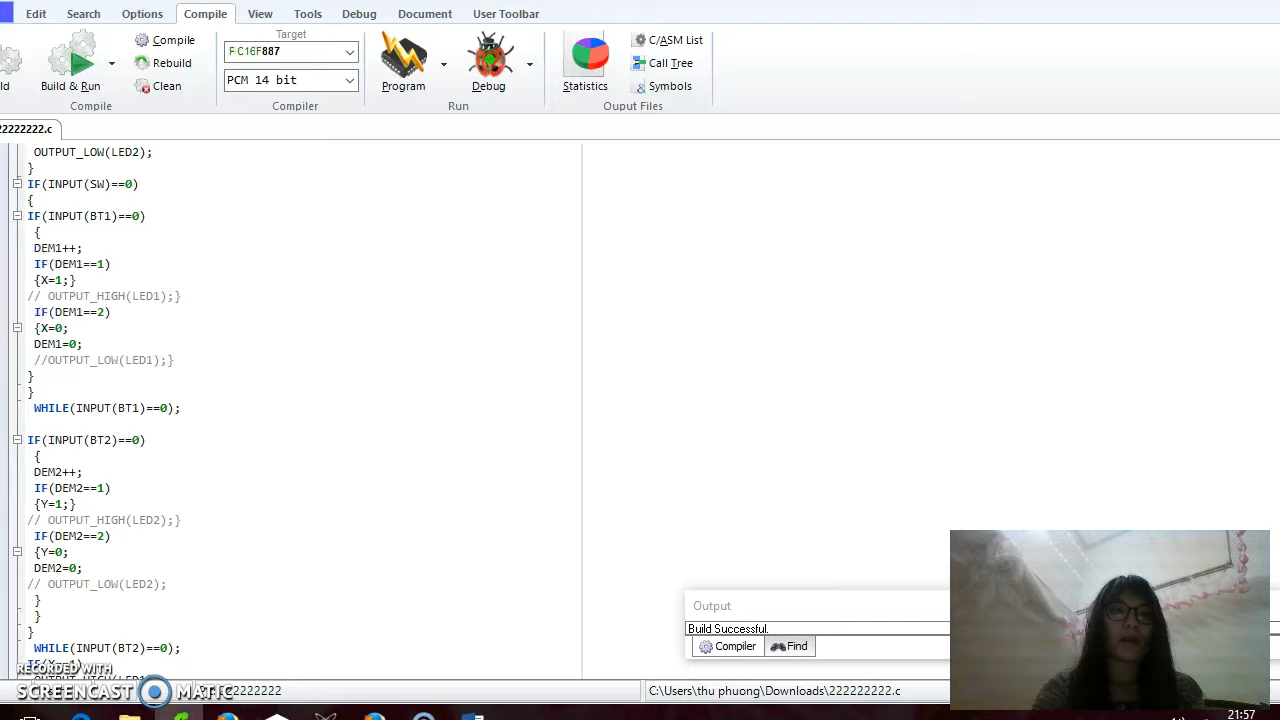 Edit Search Options Compile View Tools Debug Document User Toolbar
Build & Run
Compile
Rebuild
Clean
Compile
Target
PIC16F887
PCM 14 bit
Compiler
Program
Debug
Run
Statistics
C/ASM List
Call Tree
Symbols
Ouput Files
22222222.c
OUTPUT_LOW(LED2);
}
IF(INPUT(SW)==0)
{
IF(INPUT(BT1)==0)
{
DEM1++;
IF(DEM1==1)
{X=1;}
// OUTPUT_HIGH(LED1);}
IF(DEM1==2)
{X=0;
DEM1=0;
//OUTPUT_LOW(LED1);}
}
}
WHILE(INPUT(BT1)==0);
IF(INPUT(BT2)==0)
{
DEM2++;
IF(DEM2==1)
{Y=1;}
// OUTPUT_HIGH(LED2);}
IF(DEM2==2)
{Y=0;
DEM2=0;
// OUTPUT_LOW(LED2);
}
}
}
WHILE(INPUT(BT2)==0);
Output
Build Successful.
Compiler Find
RECORDED WITH
SCREENCAST MATIC
C:\Users\thu phuong\Downloads\222222222.c
21:57